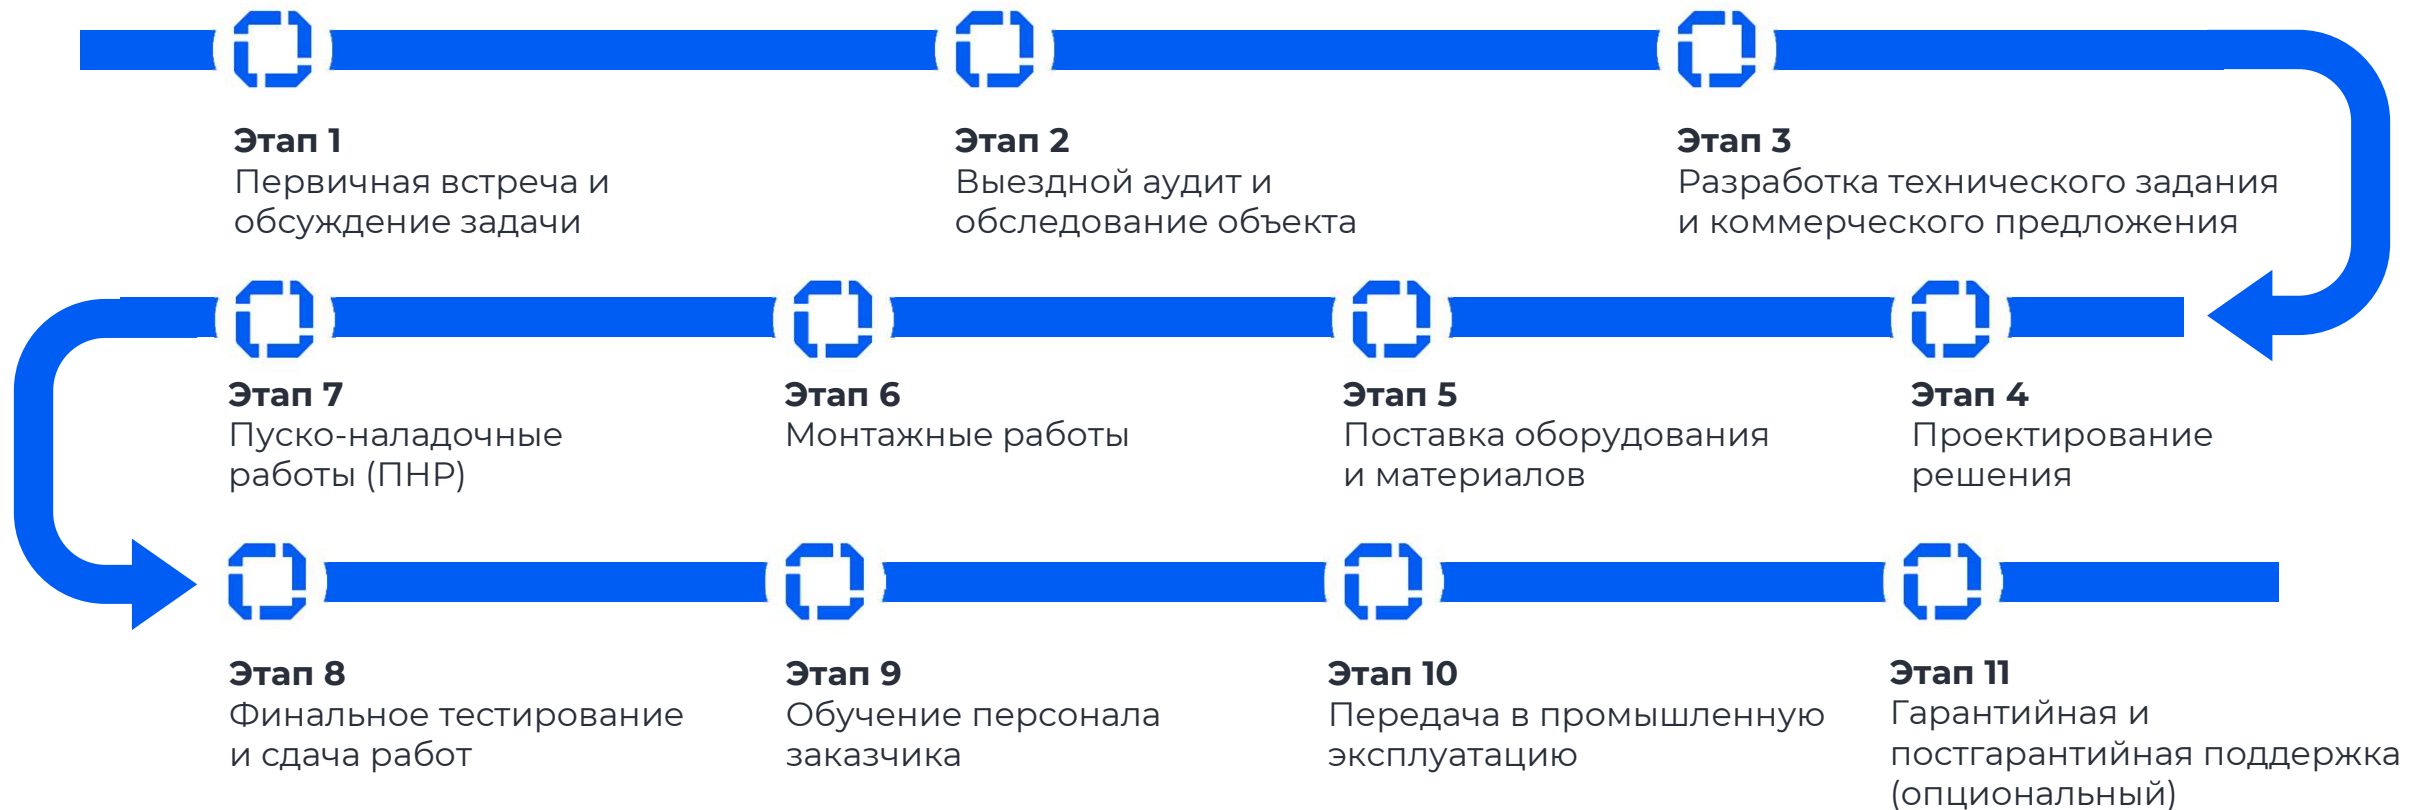 Этап 1
Первичная встреча и
обсуждение задачи
Этап 2
Выездной аудит и
обследование объекта
Этап 3
Разработка технического задания
и коммерческого предложения
Этап 4
Проектирование
решения
Этап 5
Поставка оборудования
и материалов
Этап 6
Монтажные работы
Этап 7
Пуско-наладочные
работы (ПНР)
Этап 8
Финальное тестирование
и сдача работ
Этап 9
Обучение персонала
заказчика
Этап 10
Передача в промышленную
эксплуатацию
Этап 11
Гарантийная и
постгарантийная поддержка
(опциональный)